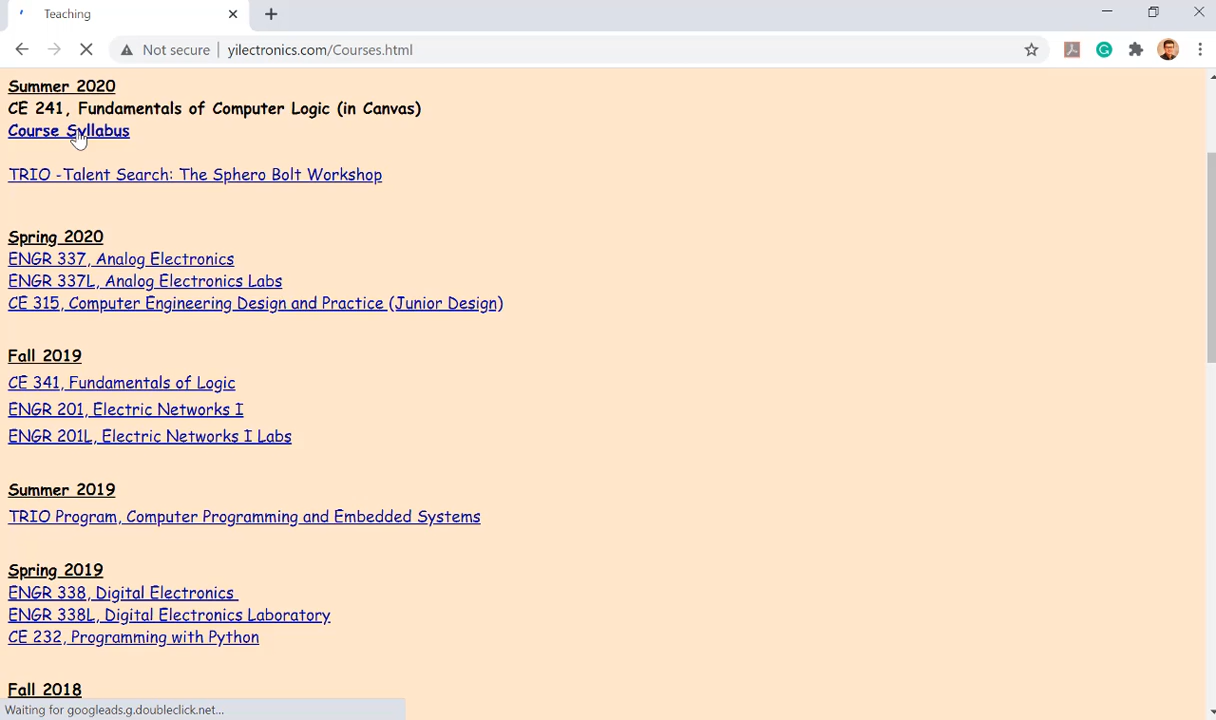 Teaching
Not secure yilectronics.com/Courses.html
Summer 2020
CE 241, Fundamentals of Computer Logic (in Canvas)
Course Syllabus
TRIO -Talent Search: The Sphero Bolt Workshop
Spring 2020
ENGR 337, Analog Electronics
ENGR 337L, Analog Electronics Labs
CE 315, Computer Engineering Design and Practice (Junior Design)
Fall 2019
CE 341, Fundamentals of Logic
ENGR 201, Electric Networks I
ENGR 201L, Electric Networks I Labs
Summer 2019
TRIO Program, Computer Programming and Embedded Systems
Spring 2019
ENGR 338, Digital Electronics
ENGR 338L, Digital Electronics Laboratory
CE 232, Programming with Python
Fall 2018
Waiting for googleads.g.doubleclick.net...